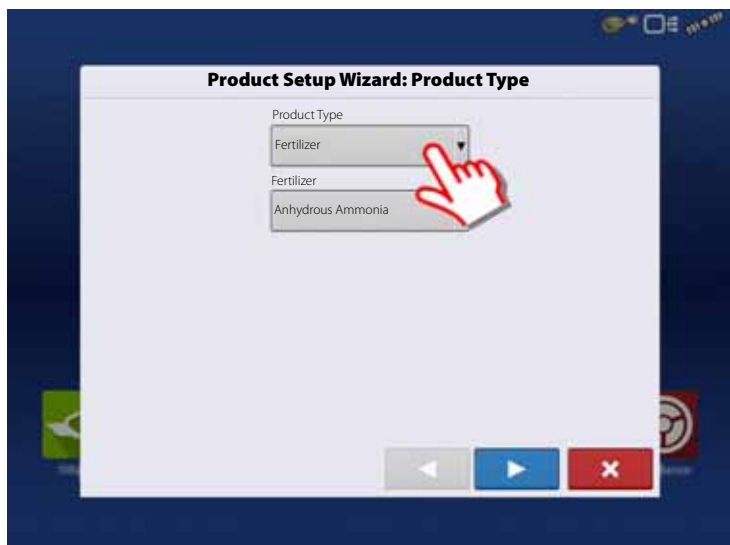 Product Setup Wizard: Product Type
Product Type
Fertilizer
Fertilizer
Anhydrous Ammonia